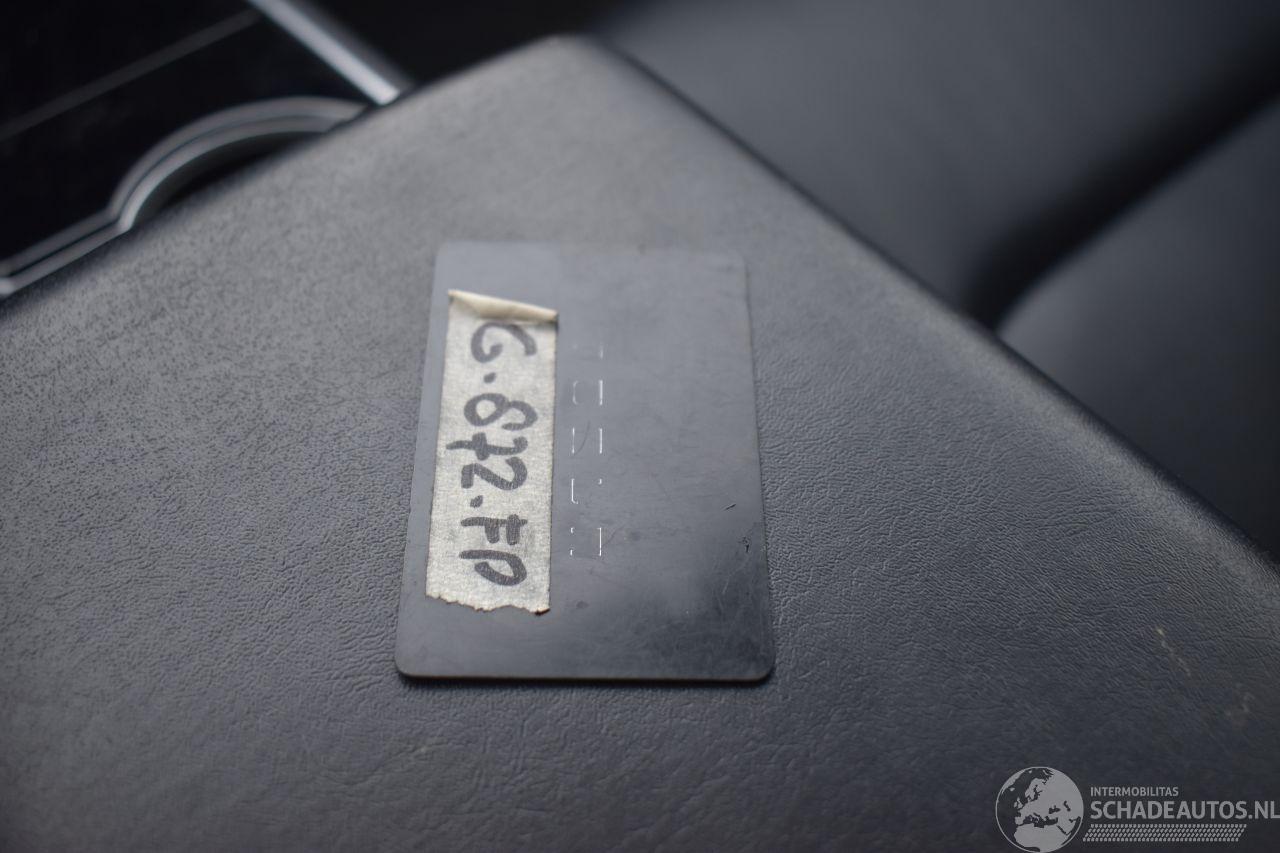 G.872.FD
INTERMOBILITAS
SCHADEAUTOS.NL